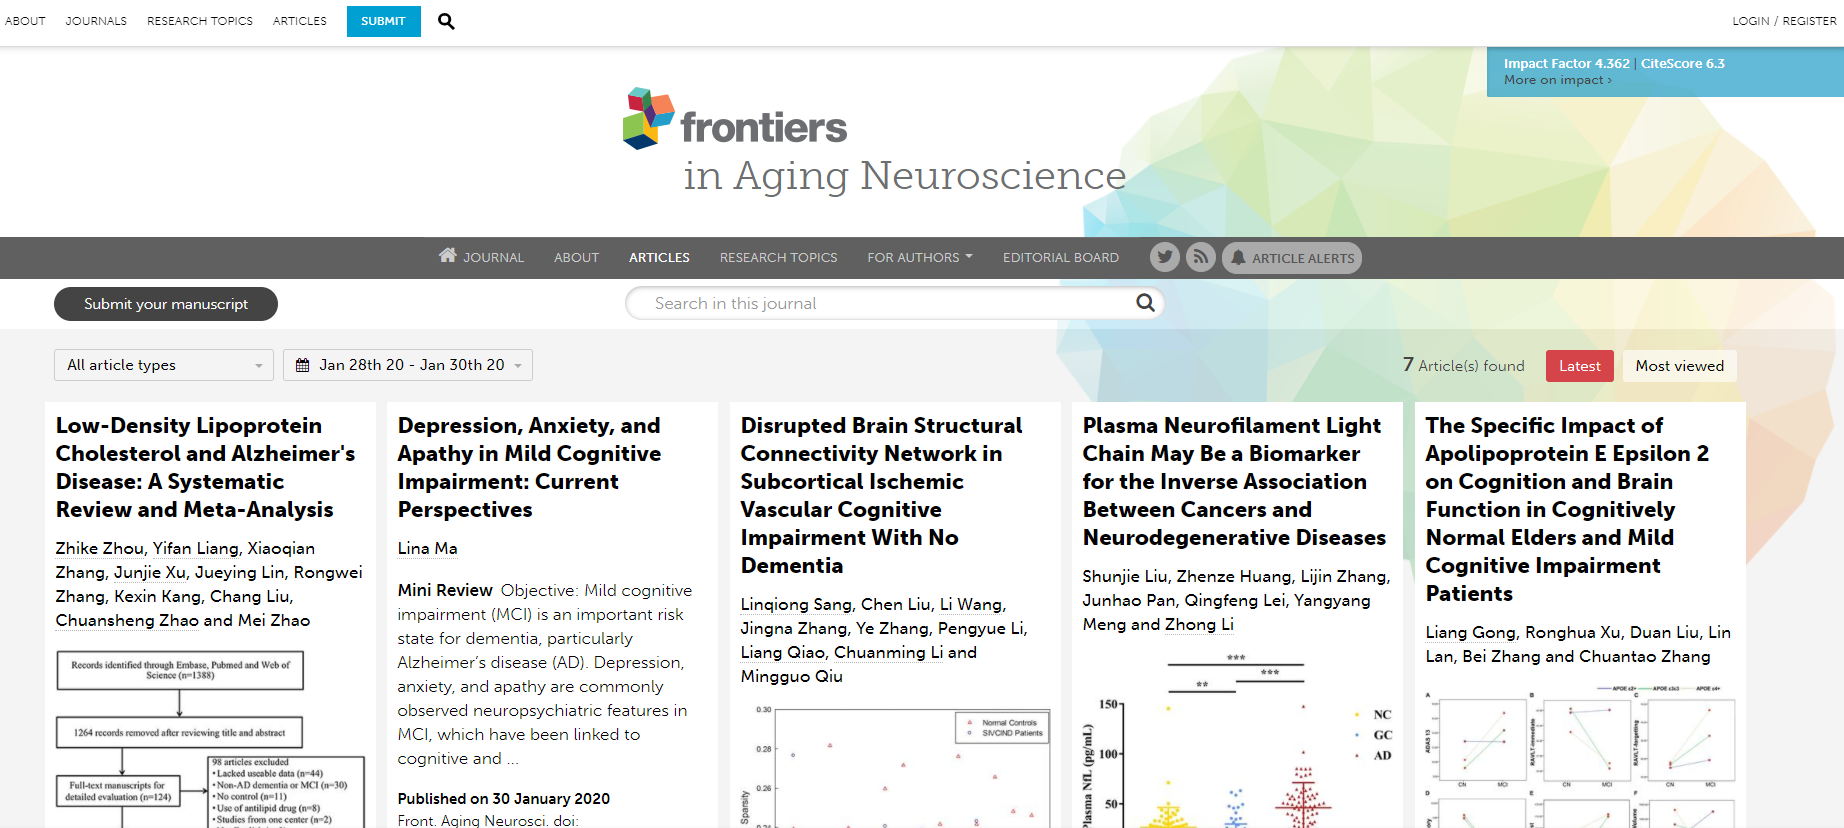 ABOUT JOURNALS RESEARCH TOPICS ARTICLES SUBMIT LOGIN / REGISTER
Impact Factor 4.362 | CiteScore 6.3
More on impact ›
frontiers
in Aging Neuroscience
JOURNAL ABOUT ARTICLES RESEARCH TOPICS FOR AUTHORS EDITORIAL BOARD ARTICLE ALERTS
Submit your manuscript
Search in this journal
All article types
Jan 28th 20 - Jan 30th 20
7 Article(s) found
Latest
Most viewed
Low-Density Lipoprotein
Cholesterol and Alzheimer's
Disease: A Systematic
Review and Meta-Analysis
Zhike Zhou, Yifan Liang, Xiaoqian
Zhang, Junjie Xu, Jueying Lin, Rongwei
Zhang, Kexin Kang, Chang Liu,
Chuansheng Zhao and Mei Zhao
Records identified through Embase, Pubmed and Web of
Science (n=1388)
1264 records removed after reviewing title and abstract
Full-text manuscripts for
detailed evaluation (n=124)
98 articles excluded
• Lacked useable data (n=44)
• Non-AD dementia or MCI (n=30)
• No control (n=11)
• Use of antilipid drug (n=8)
• Studies from one center (n=2)
Depression, Anxiety, and
Apathy in Mild Cognitive
Impairment: Current
Perspectives
Lina Ma
Mini Review Objective: Mild cognitive
impairment (MCI) is an important risk
state for dementia, particularly
Alzheimer's disease (AD). Depression,
anxiety, and apathy are commonly
observed neuropsychiatric features in
MCI, which have been linked to
cognitive and ...
Published on 30 January 2020
Front. Aging Neurosci. doi:
Disrupted Brain Structural
Connectivity Network in
Subcortical Ischemic
Vascular Cognitive
Impairment With No
Dementia
Linqiong Sang, Chen Liu, Li Wang,
Jingna Zhang, Ye Zhang, Pengyue Li,
Liang Qiao, Chuanming Li and
Mingguo Qiu
0.30
0.28
0.26
Sparsity
Normal Controls
SIVCIND Patients
Plasma Neurofilament Light
Chain May Be a Biomarker
for the Inverse Association
Between Cancers and
Neurodegenerative Diseases
Shunjie Liu, Zhenze Huang, Lijin Zhang,
Junhao Pan, Qingfeng Lei, Yangyang
Meng and Zhong Li
***
***
**
150
100
50
Plasma NfL (pg/mL)
NC
GC
AD
The Specific Impact of
Apolipoprotein E Epsilon 2
on Cognition and Brain
Function in Cognitively
Normal Elders and Mild
Cognitive Impairment
Patients
Liang Gong, Ronghua Xu, Duan Liu, Lin
Lan, Bei Zhang and Chuantao Zhang
APOE ε2+ APOE ε3ε3 APOE ε4+
A B C
ADAS 13
RAVLT-immediate
RAVLT-forgetting
CN MCI CN MCI CN MCI
D E F